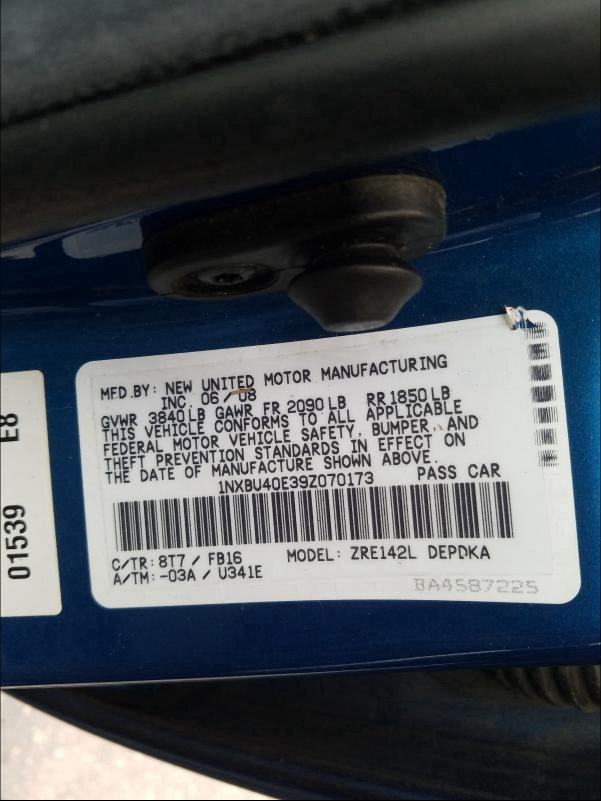 MFD.BY: NEW UNITED MOTOR MANUFACTURING
INC. 06/08
GVWR 3840LB GAWR FR 2090LB RR1850LB
THIS VEHICLE CONFORMS TO ALL APPLICABLE
FEDERAL MOTOR VEHICLE SAFETY, BUMPER, AND
THEFT PREVENTION STANDARDS IN EFFECT ON
THE DATE OF MANUFACTURE SHOWN ABOVE.
1NXBU40E39Z070173 PASS CAR
C/TR: 8T7 / FB16 MODEL: ZRE142L DEPDKA
A/TM: -03A / U341E
BA4587225
01539 E8